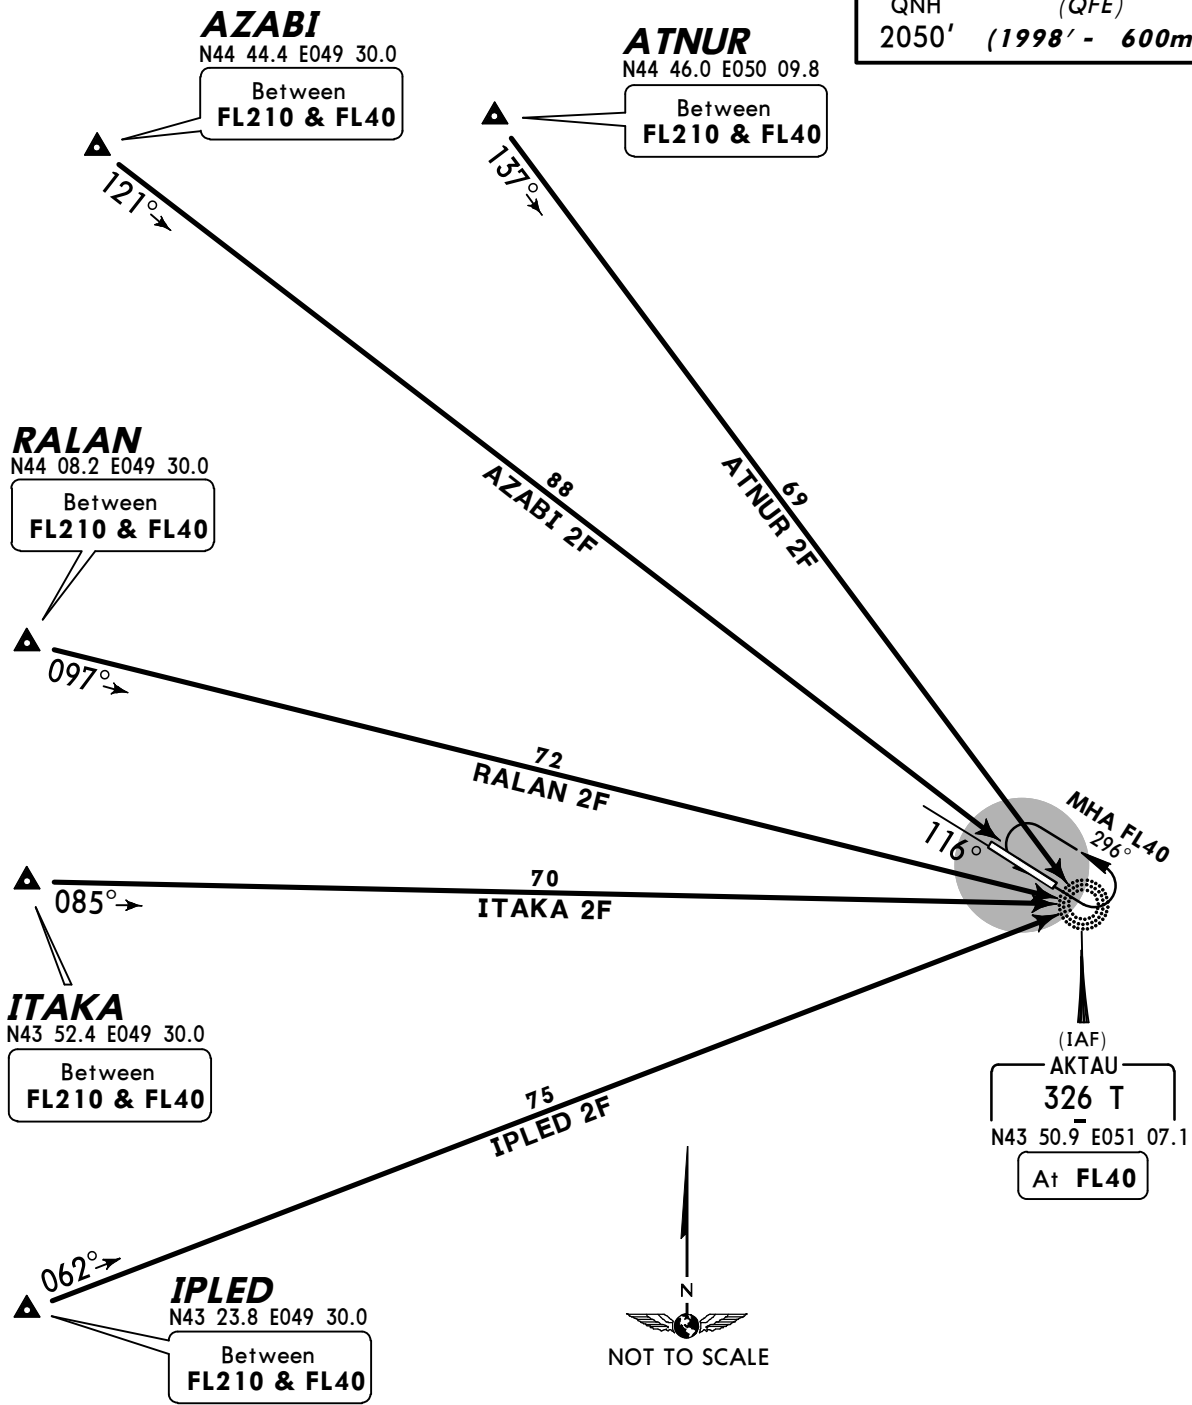 QNH (QFE)
2050' (1998' - 600m
AZABI
N44 44.4 E049 30.0
Between
FL210 & FL40
ATNUR
N44 46.0 E050 09.8
Between
FL210 & FL40
121°
137°
RALAN
N44 08.2 E049 30.0
Between
FL210 & FL40
88
AZABI 2F
69
ATNUR 2F
097°
72
RALAN 2F
MHA FL40
296°
116°
085°
70
ITAKA 2F
ITAKA
N43 52.4 E049 30.0
Between
FL210 & FL40
(IAF)
AKTAU
326 T
N43 50.9 E051 07.1
At FL40
75
IPLED 2F
062°
IPLED
N43 23.8 E049 30.0
Between
FL210 & FL40
N
NOT TO SCALE